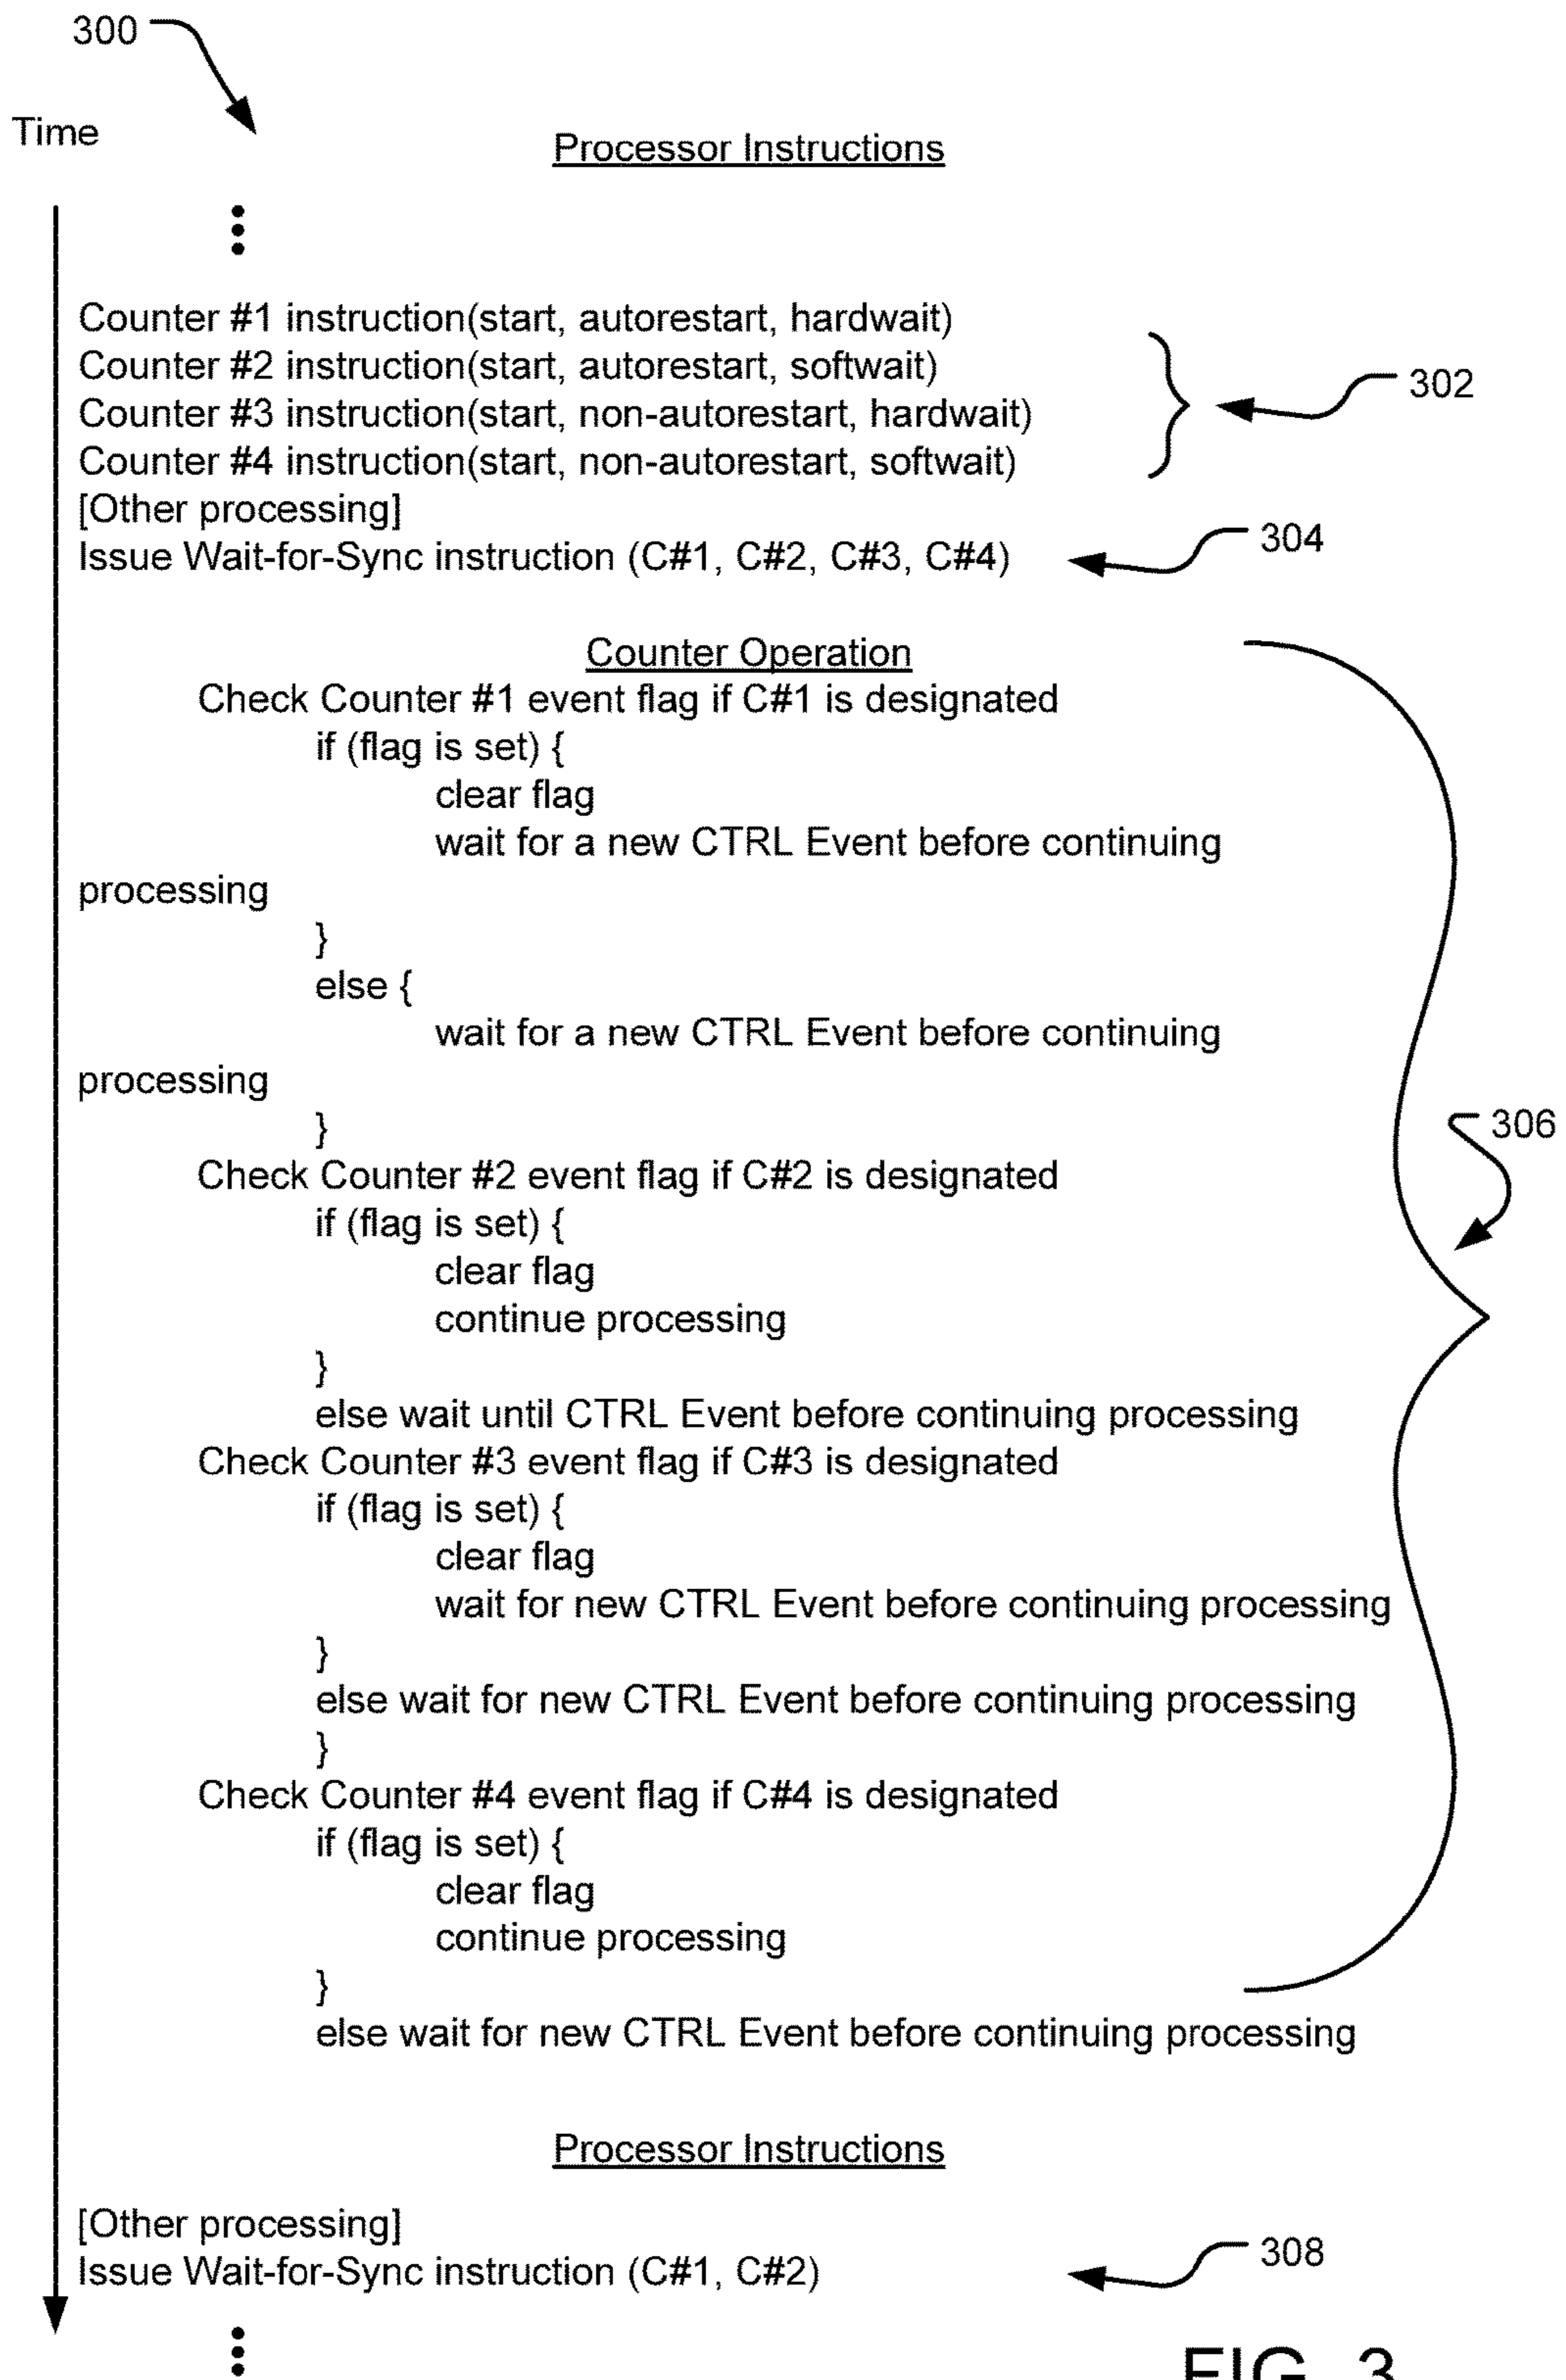 300
Time
Processor Instructions
Counter #1 instruction(start, autorestart, hardwait)
Counter #2 instruction(start, autorestart, softwait)
302
Counter #3 instruction(start, non-autorestart, hardwait)
Counter #4 instruction(start, non-autorestart, softwait)
[Other processing]
304
Issue Wait-for-Sync instruction (C#1, C#2, C#3, C#4)
Counter Operation
Check Counter #1 event flag if C#1 is designated
if (flag is set) {
clear flag
wait for a new CTRL Event before continuing
processing
}
else {
wait for a new CTRL Event before continuing
processing
}
306
Check Counter #2 event flag if C#2 is designated
if (flag is set) {
clear flag
continue processing
}
else wait until CTRL Event before continuing processing
Check Counter #3 event flag if C#3 is designated
if (flag is set) {
clear flag
wait for new CTRL Event before continuing processing
}
else wait for new CTRL Event before continuing processing
}
Check Counter #4 event flag if C#4 is designated
if (flag is set) {
clear flag
continue processing
}
else wait for new CTRL Event before continuing processing
Processor Instructions
[Other processing]
308
Issue Wait-for-Sync instruction (C#1, C#2)
FIG. 3